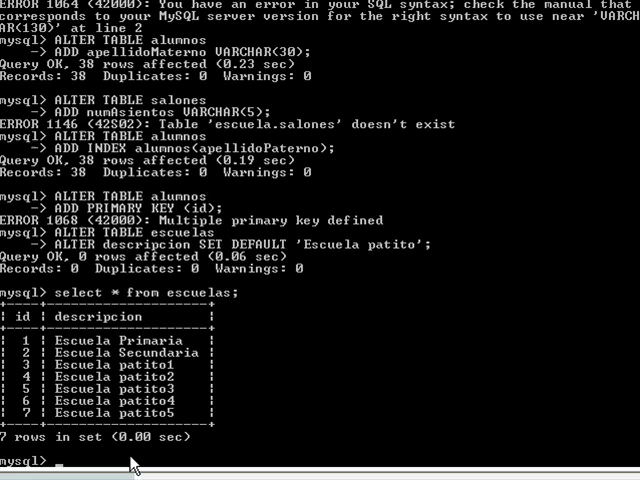 ERROR 1064 (42000): You have an error in your SQL syntax; check the manual that
corresponds to your MySQL server version for the right syntax to use near 'VARCH
AR(130)' at line 2
mysql> ALTER TABLE alumnos
    -> ADD apellidoMaterno VARCHAR(30);
Query OK, 38 rows affected (0.23 sec)
Records: 38  Duplicates: 0  Warnings: 0

mysql> ALTER TABLE salones
    -> ADD numAsientos VARCHAR(5);
ERROR 1146 (42S02): Table 'escuela.salones' doesn't exist
mysql> ALTER TABLE alumnos
    -> ADD INDEX alumnos(apellidoPaterno);
Query OK, 38 rows affected (0.19 sec)
Records: 38  Duplicates: 0  Warnings: 0

mysql> ALTER TABLE alumnos
    -> ADD PRIMARY KEY (id);
ERROR 1068 (42000): Multiple primary key defined
mysql> ALTER TABLE escuelas
    -> ALTER descripcion SET DEFAULT 'Escuela patito';
Query OK, 0 rows affected (0.06 sec)
Records: 0  Duplicates: 0  Warnings: 0

mysql> select * from escuelas;
+----+-------------------+
| id | descripcion       |
+----+-------------------+
|  1 | Escuela Primaria  |
|  2 | Escuela Secundaria |
|  3 | Escuela patito1   |
|  4 | Escuela patito2   |
|  5 | Escuela patito3   |
|  6 | Escuela patito4   |
|  7 | Escuela patito5   |
+----+-------------------+
7 rows in set (0.00 sec)

mysql> _